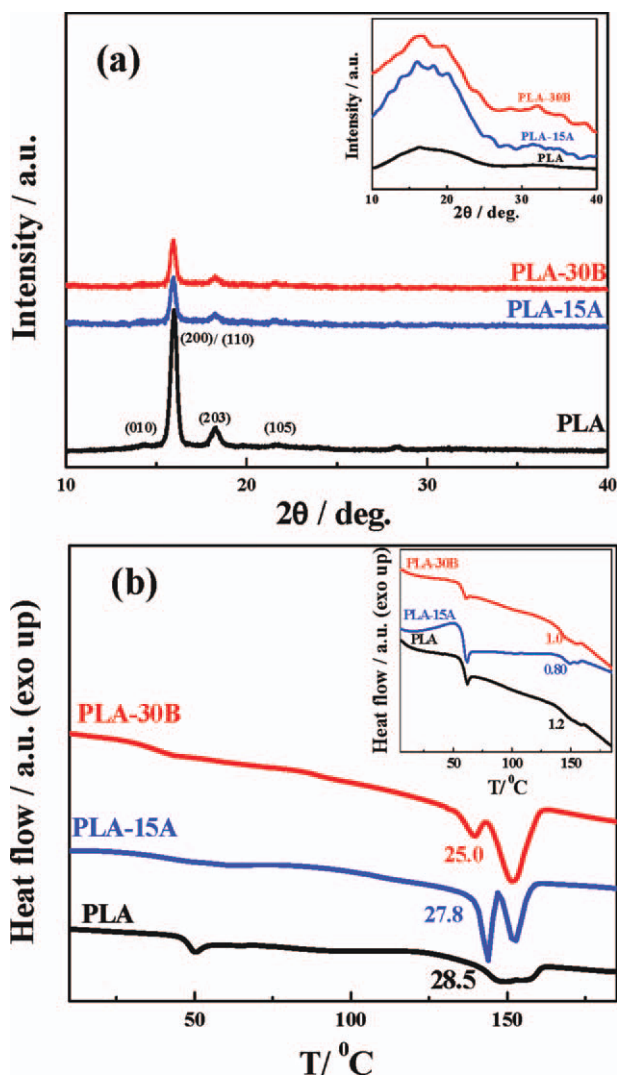 (a)
Intensity / a.u.
PLA-30B
PLA-15A
(200)/ (110)
(010)
(203)
(105)
PLA
10
20
30
40
2θ / deg.
Intensity / a.u.
PLA-30B
PLA-15A
PLA
10
20
30
40
2θ / deg.
(b)
Heat flow / a.u. (exo up)
PLA-30B
25.0
PLA-15A
27.8
PLA
28.5
50
100
150
T/ ⁰C
Heat flow / a.u. (exo up)
PLA-30B
1.0
PLA-15A
PLA
0.80
1.2
50
100
150
T/ ⁰C